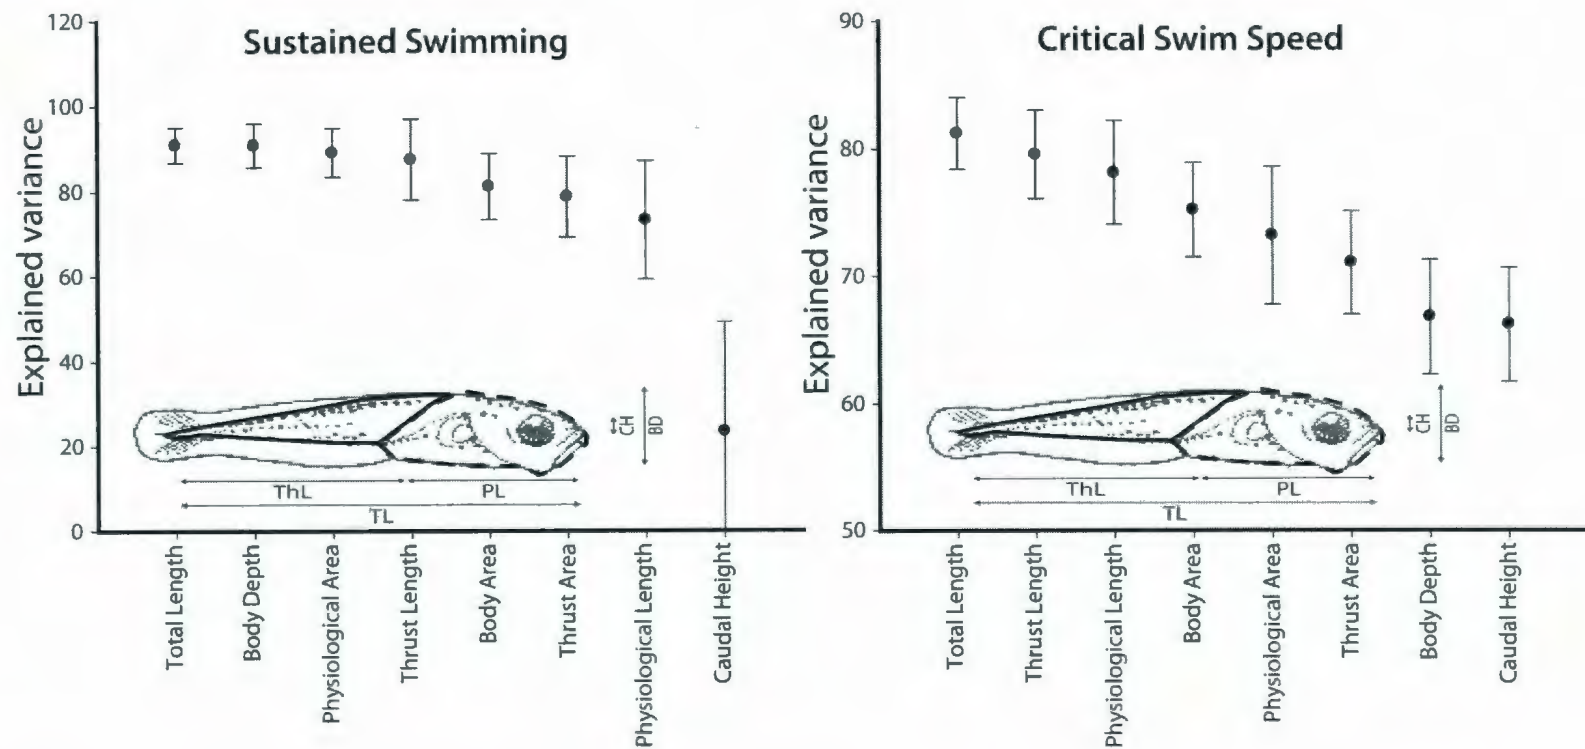 Sustained Swimming
Explained variance
120
100
80
60
40
20
0
CH
BD
ThL
PL
TL
Total Length
Body Depth
Physiological Area
Thrust Length
Body Area
Thrust Area
Physiological Length
Caudal Height
Critical Swim Speed
Explained variance
90
80
70
60
50
CH
BD
ThL
PL
TL
Total Length
Thrust Length
Physiological Length
Body Area
Physiological Area
Thrust Area
Body Depth
Caudal Height